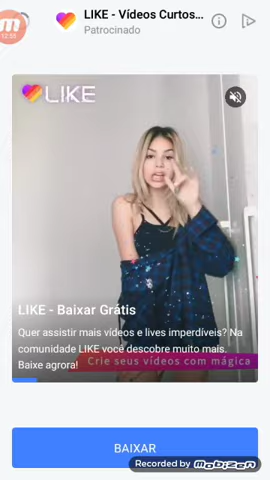 LIKE - Vídeos Curtos...
Patrocinado
12:55
LIKE
LIKE - Baixar Grátis
Quer assistir mais vídeos e lives imperdíveis? Na
comunidade LIKE você descobre muito mais.
Baixe agora!
Crie seus vídeos com mágica
BAIXAR
Recorded by Mobizen